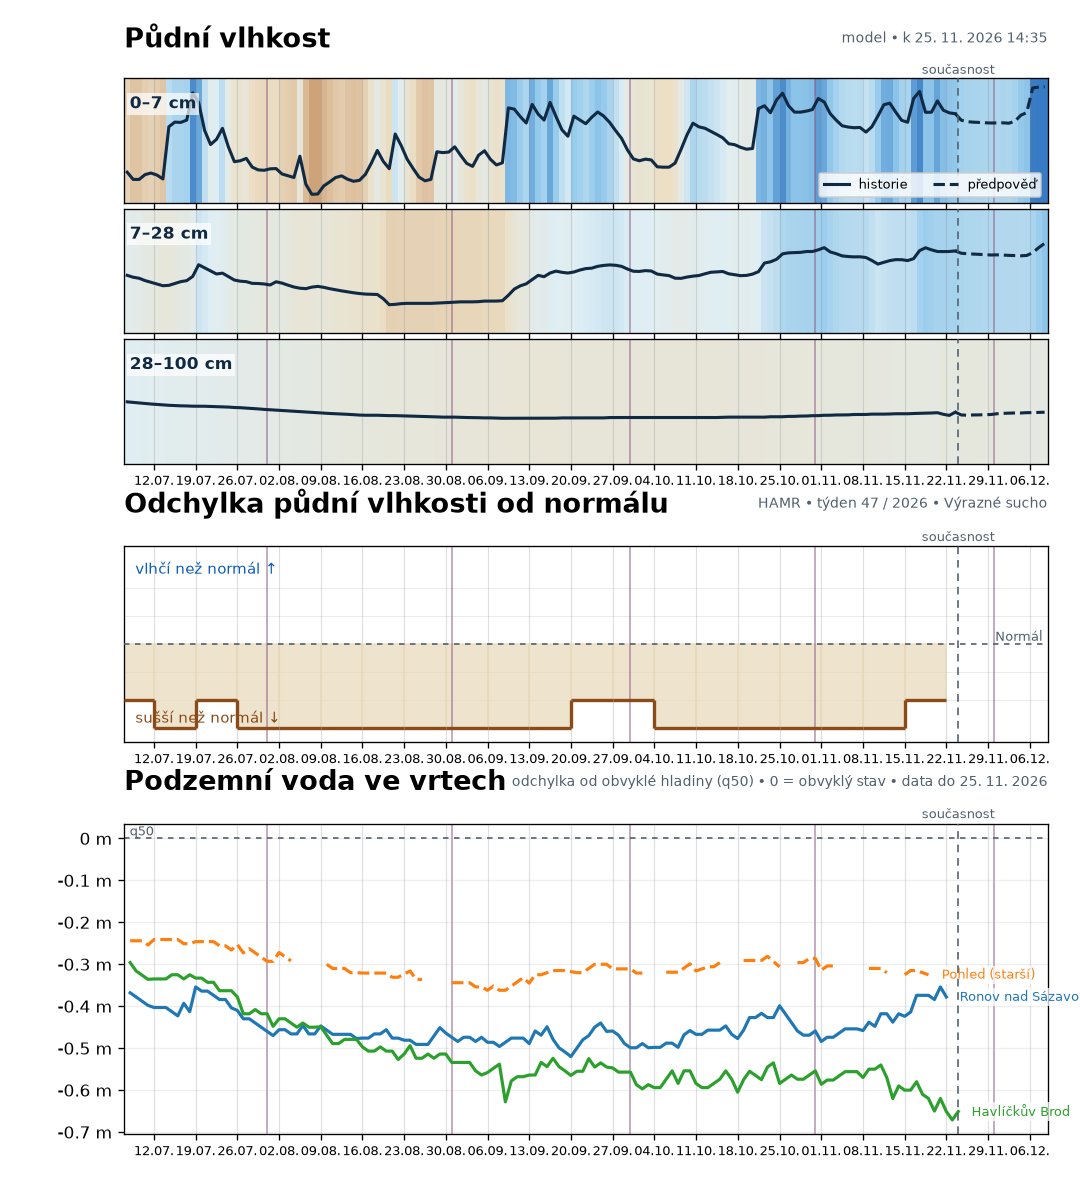 Půdní vlhkost
model • k 25. 11. 2026 14:35
současnost
0–7 cm
historie
předpověď
7–28 cm
28–100 cm
12.07. 19.07. 26.07. 02.08. 09.08. 16.08. 23.08. 30.08. 06.09. 13.09. 20.09. 27.09. 04.10. 11.10. 18.10. 25.10. 01.11. 08.11. 15.11. 22.11. 29.11. 06.12.
Odchylka půdní vlhkosti od normálu
HAMR • týden 47 / 2026 • Výrazné sucho
současnost
vlhčí než normál ↑
Normál
sušší než normál ↓
12.07. 19.07. 26.07. 02.08. 09.08. 16.08. 23.08. 30.08. 06.09. 13.09. 20.09. 27.09. 04.10. 11.10. 18.10. 25.10. 01.11. 08.11. 15.11. 22.11. 29.11. 06.12.
Podzemní voda ve vrtech
odchylka od obvyklé hladiny (q50) • 0 = obvyklý stav • data do 25. 11. 2026
současnost
q50
0 m
-0.1 m
-0.2 m
-0.3 m
Pohled (starší)
-0.4 m
Ronov nad Sázavo
-0.5 m
-0.6 m
Havlíčkův Brod
-0.7 m
12.07. 19.07. 26.07. 02.08. 09.08. 16.08. 23.08. 30.08. 06.09. 13.09. 20.09. 27.09. 04.10. 11.10. 18.10. 25.10. 01.11. 08.11. 15.11. 22.11. 29.11. 06.12.